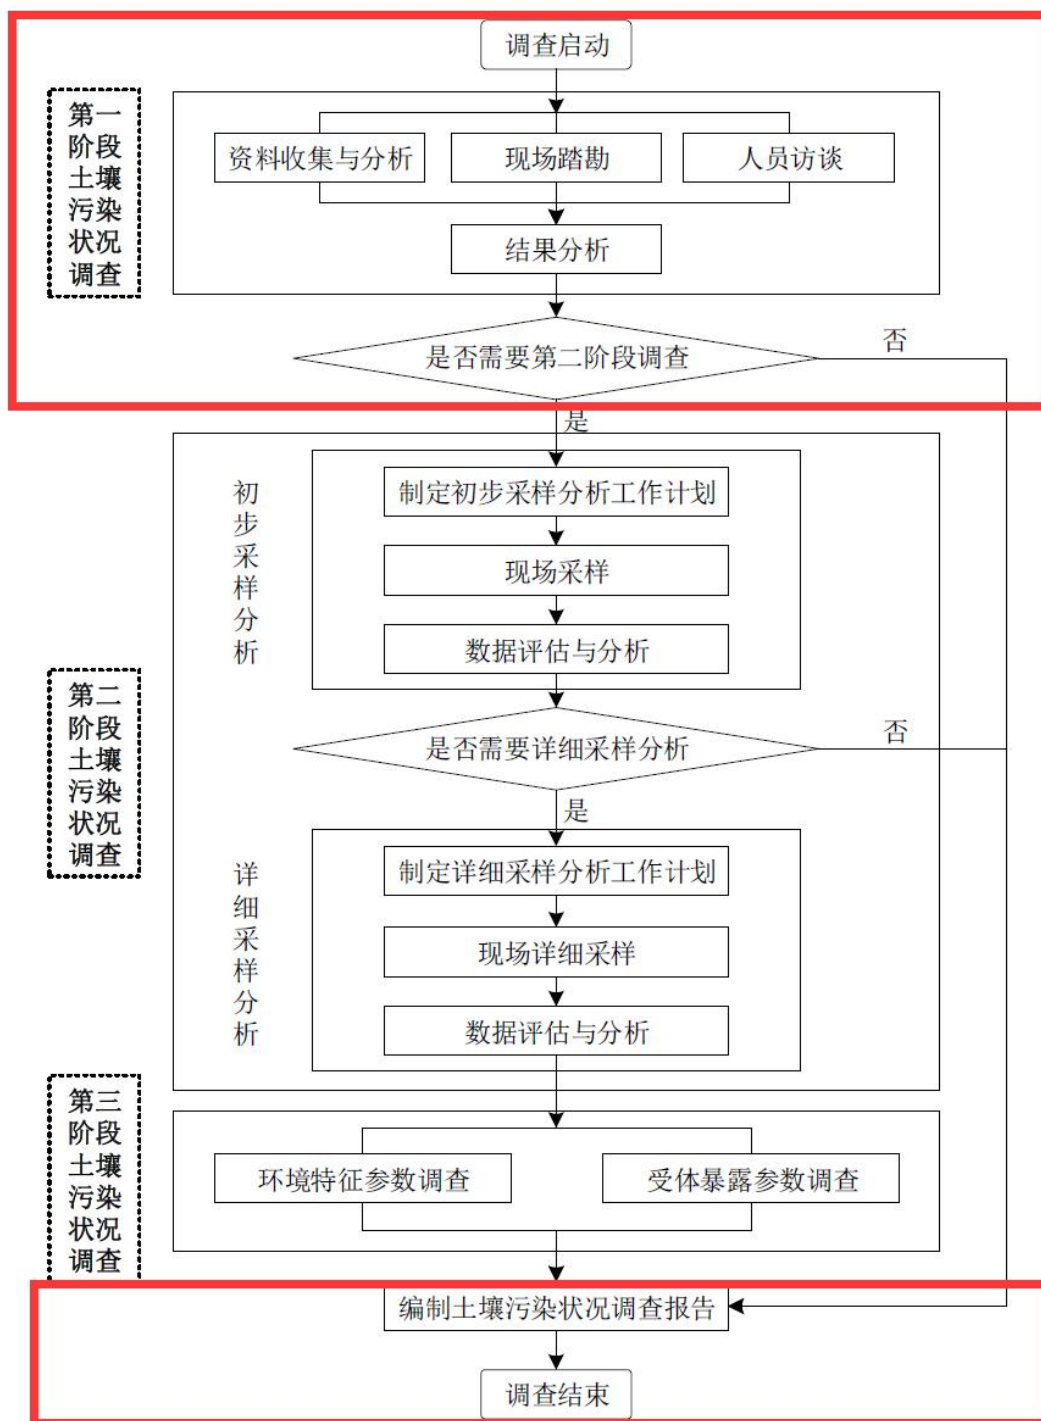 调查启动
第一
阶段
土壤
污染
状况
调查
资料收集与分析
现场踏勘
人员访谈
结果分析
是否需要第二阶段调查
否
是
初
步
采
样
分
析
制定初步采样分析工作计划
现场采样
数据评估与分析
第二
阶段
土壤
污染
状况
调查
是否需要详细采样分析
否
是
详
细
采
样
分
析
制定详细采样分析工作计划
现场详细采样
数据评估与分析
第三
阶段
土壤
污染
状况
调查
环境特征参数调查
受体暴露参数调查
编制土壤污染状况调查报告
调查结束